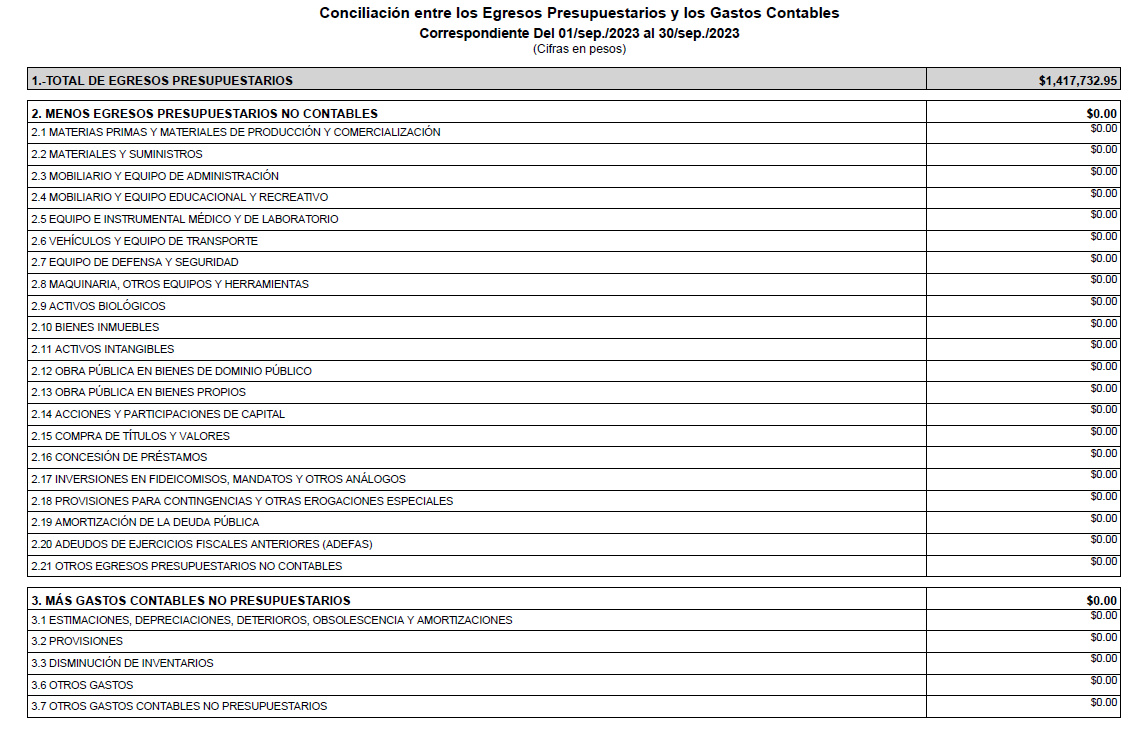 Conciliación entre los Egresos Presupuestarios y los Gastos Contables
Correspondiente Del 01/sep./2023 al 30/sep./2023
(Cifras en pesos)
1.-TOTAL DE EGRESOS PRESUPUESTARIOS $1,417,732.95
2. MENOS EGRESOS PRESUPUESTARIOS NO CONTABLES $0.00
2.1 MATERIAS PRIMAS Y MATERIALES DE PRODUCCIÓN Y COMERCIALIZACIÓN $0.00
2.2 MATERIALES Y SUMINISTROS $0.00
2.3 MOBILIARIO Y EQUIPO DE ADMINISTRACIÓN $0.00
2.4 MOBILIARIO Y EQUIPO EDUCACIONAL Y RECREATIVO $0.00
2.5 EQUIPO E INSTRUMENTAL MÉDICO Y DE LABORATORIO $0.00
2.6 VEHÍCULOS Y EQUIPO DE TRANSPORTE $0.00
2.7 EQUIPO DE DEFENSA Y SEGURIDAD $0.00
2.8 MAQUINARIA, OTROS EQUIPOS Y HERRAMIENTAS $0.00
2.9 ACTIVOS BIOLÓGICOS $0.00
2.10 BIENES INMUEBLES $0.00
2.11 ACTIVOS INTANGIBLES $0.00
2.12 OBRA PÚBLICA EN BIENES DE DOMINIO PÚBLICO $0.00
2.13 OBRA PÚBLICA EN BIENES PROPIOS $0.00
2.14 ACCIONES Y PARTICIPACIONES DE CAPITAL $0.00
2.15 COMPRA DE TÍTULOS Y VALORES $0.00
2.16 CONCESIÓN DE PRÉSTAMOS $0.00
2.17 INVERSIONES EN FIDEICOMISOS, MANDATOS Y OTROS ANÁLOGOS $0.00
2.18 PROVISIONES PARA CONTINGENCIAS Y OTRAS EROGACIONES ESPECIALES $0.00
2.19 AMORTIZACIÓN DE LA DEUDA PÚBLICA $0.00
2.20 ADEUDOS DE EJERCICIOS FISCALES ANTERIORES (ADEFAS) $0.00
2.21 OTROS EGRESOS PRESUPUESTARIOS NO CONTABLES $0.00
3. MÁS GASTOS CONTABLES NO PRESUPUESTARIOS $0.00
3.1 ESTIMACIONES, DEPRECIACIONES, DETERIOROS, OBSOLESCENCIA Y AMORTIZACIONES $0.00
3.2 PROVISIONES $0.00
3.3 DISMINUCIÓN DE INVENTARIOS $0.00
3.6 OTROS GASTOS $0.00
3.7 OTROS GASTOS CONTABLES NO PRESUPUESTARIOS $0.00